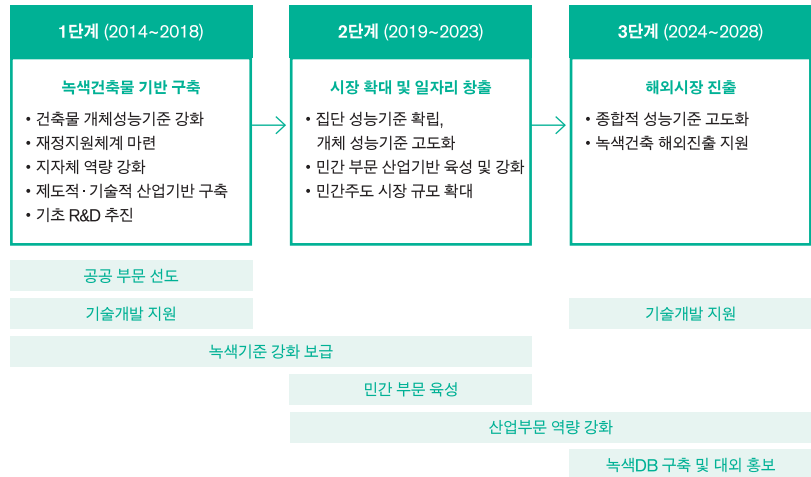 1단계 (2014~2018)
녹색건축물 기반 구축
• 건축물 개체성능기준 강화
• 재정지원체계 마련
• 지자체 역량 강화
• 제도적·기술적 산업기반 구축
• 기초 R&D 추진
2단계 (2019~2023)
시장 확대 및 일자리 창출
• 집단 성능기준 확립,
개체 성능기준 고도화
• 민간 부문 산업기반 육성 및 강화
• 민간주도 시장 규모 확대
3단계 (2024~2028)
해외시장 진출
• 종합적 성능기준 고도화
• 녹색건축 해외진출 지원
공공 부문 선도
기술개발 지원
기술개발 지원
녹색기준 강화 보급
민간 부문 육성
산업부문 역량 강화
녹색DB 구축 및 대외 홍보